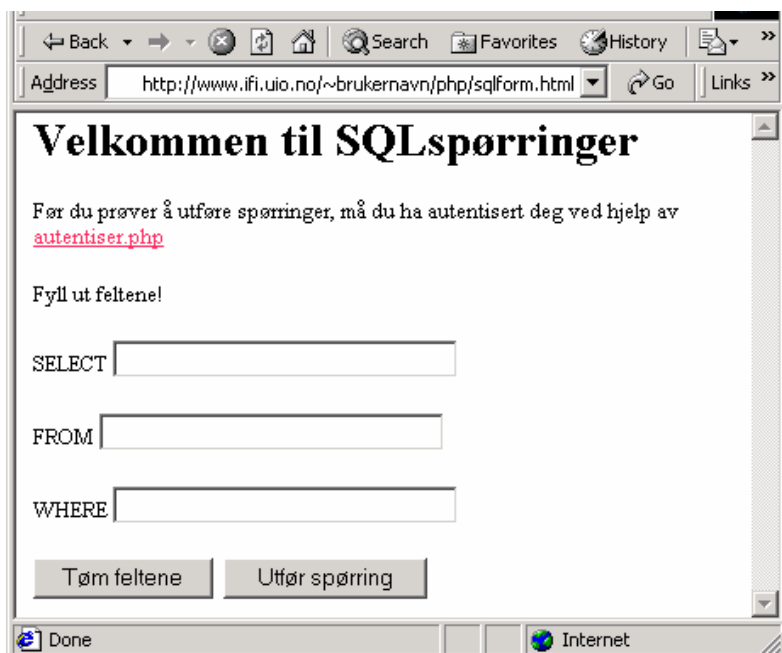 Back Search Favorites History »
Address http://www.ifi.uio.no/~brukernavn/php/sqlform.html Go Links »
Velkommen til SQLspørringer
Før du prøver å utføre spørringer, må du ha autentisert deg ved hjelp av
autentiser.php
Fyll ut feltene!
SELECT
FROM
WHERE
Tøm feltene Utfør spørring
Done Internet